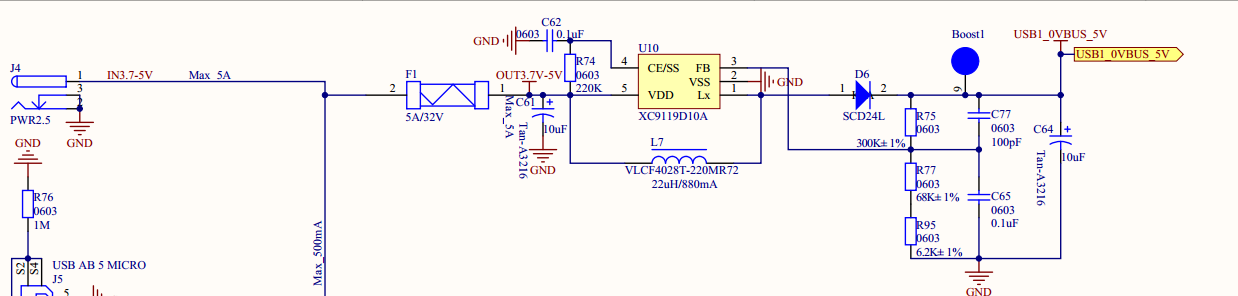 C62
0603
0.1uF
GND
Boost1
USB1_0VBUS_5V
USB1_0VBUS_5V
U10
4
CE/SS
FB
3
VSS
2
GND
5
VDD
Lx
1
XC9119D10A
R74
0603
220K
J4
1
IN3.7-5V
Max_5A
3
2
PWR2.5
GND
2
F1
1
5A/32V
OUT3.7V-5V
Max_5A
C61
+
10uF
Tan-A3216
GND
L7
VLCF4028T-220MR72
22uH/880mA
D6
1
2
SCD24L
9
R75
0603
300K±1%
C77
0603
100pF
C64
+
10uF
Tan-A3216
R77
0603
68K±1%
C65
0603
0.1uF
R95
0603
6.2K±1%
GND
GND
R76
0603
1M
Max_500mA
S2
S4
USB AB 5 MICRO
J5
5